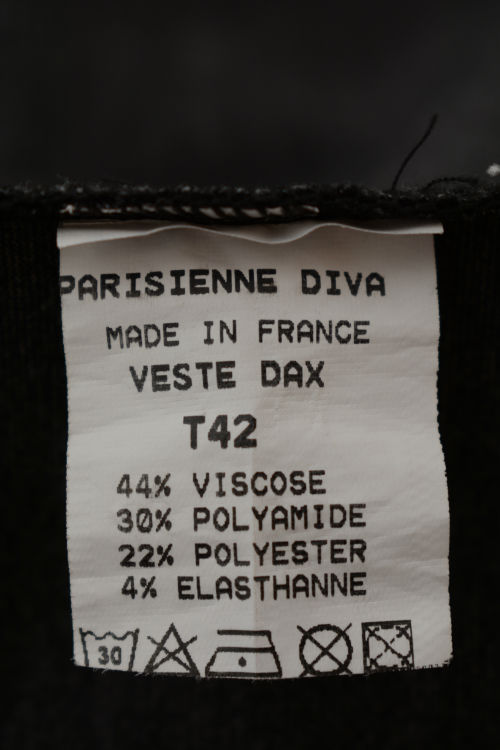 PARISIENNE DIVA
MADE IN FRANCE
VESTE DAX
T42
44% VISCOSE
30% POLYAMIDE
22% POLYESTER
4% ELASTHANNE
30